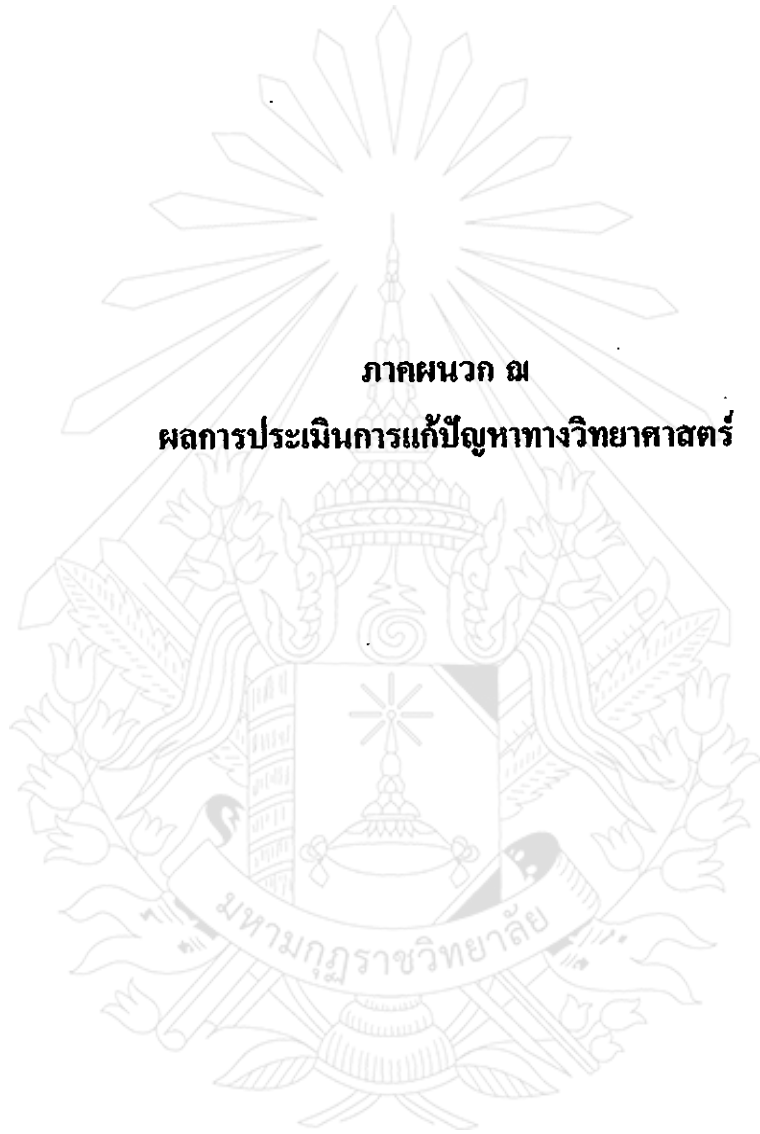 ภาคผนวก ฌ
ผลการประเมินการแก้ปัญหาทางวิทยาศาสตร์
มหามกุฏราชวิทยาลัย